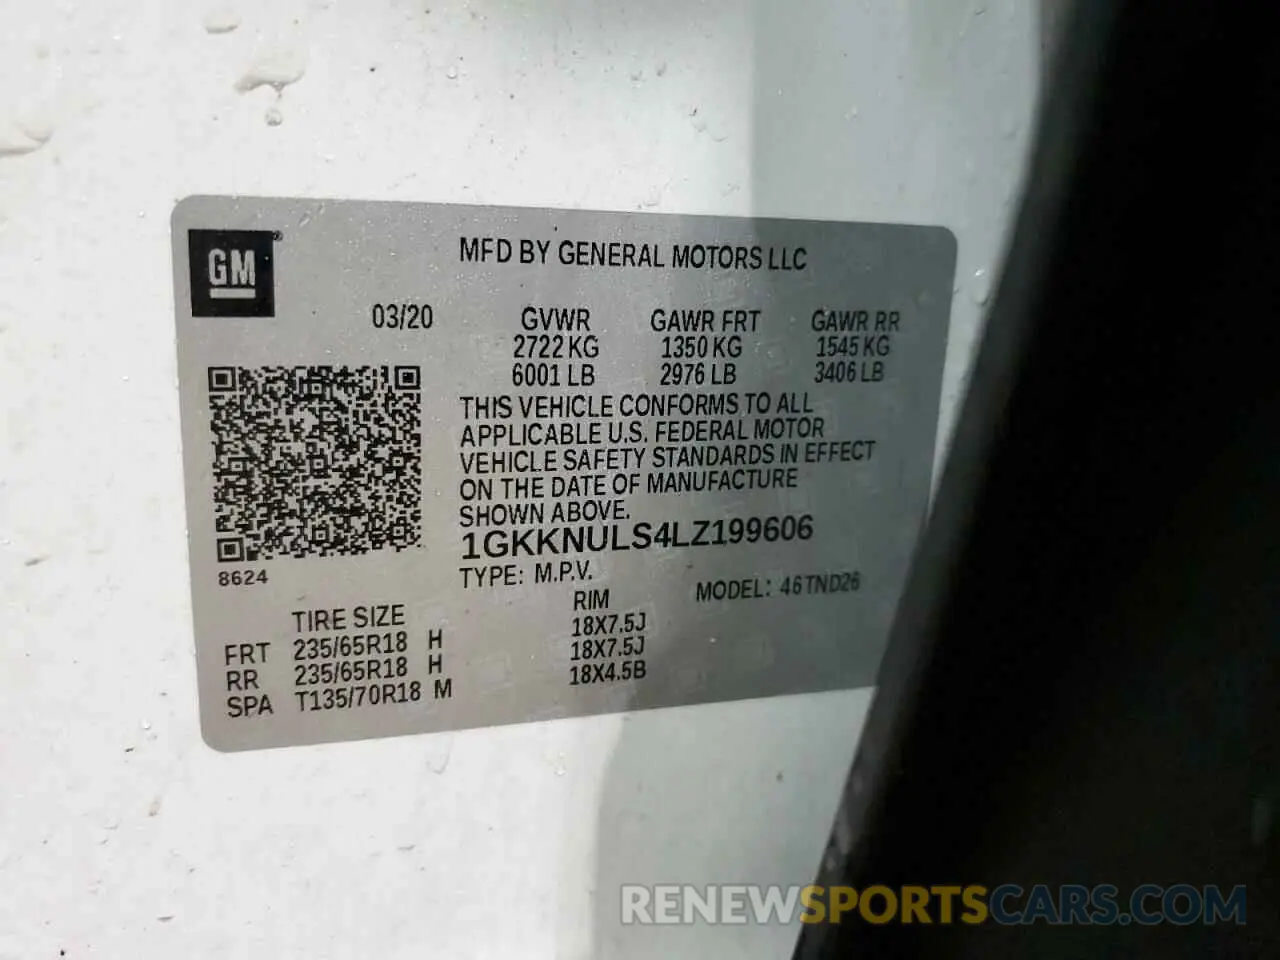 GM
MFD BY GENERAL MOTORS LLC
03/20
GVWR GAWR FRT GAWR RR
2722 KG 1350 KG 1545 KG
6001 LB 2976 LB 3406 LB
THIS VEHICLE CONFORMS TO ALL
APPLICABLE U.S. FEDERAL MOTOR
VEHICLE SAFETY STANDARDS IN EFFECT
ON THE DATE OF MANUFACTURE
SHOWN ABOVE.
1GKKNULS4LZ199606
8624
TYPE: M.P.V. MODEL: 46TND26
TIRE SIZE RIM
FRT 235/65R18 H 18X7.5J
RR 235/65R18 H 18X7.5J
SPA T135/70R18 M 18X4.5B
RENEWSPORTSCARS.COM